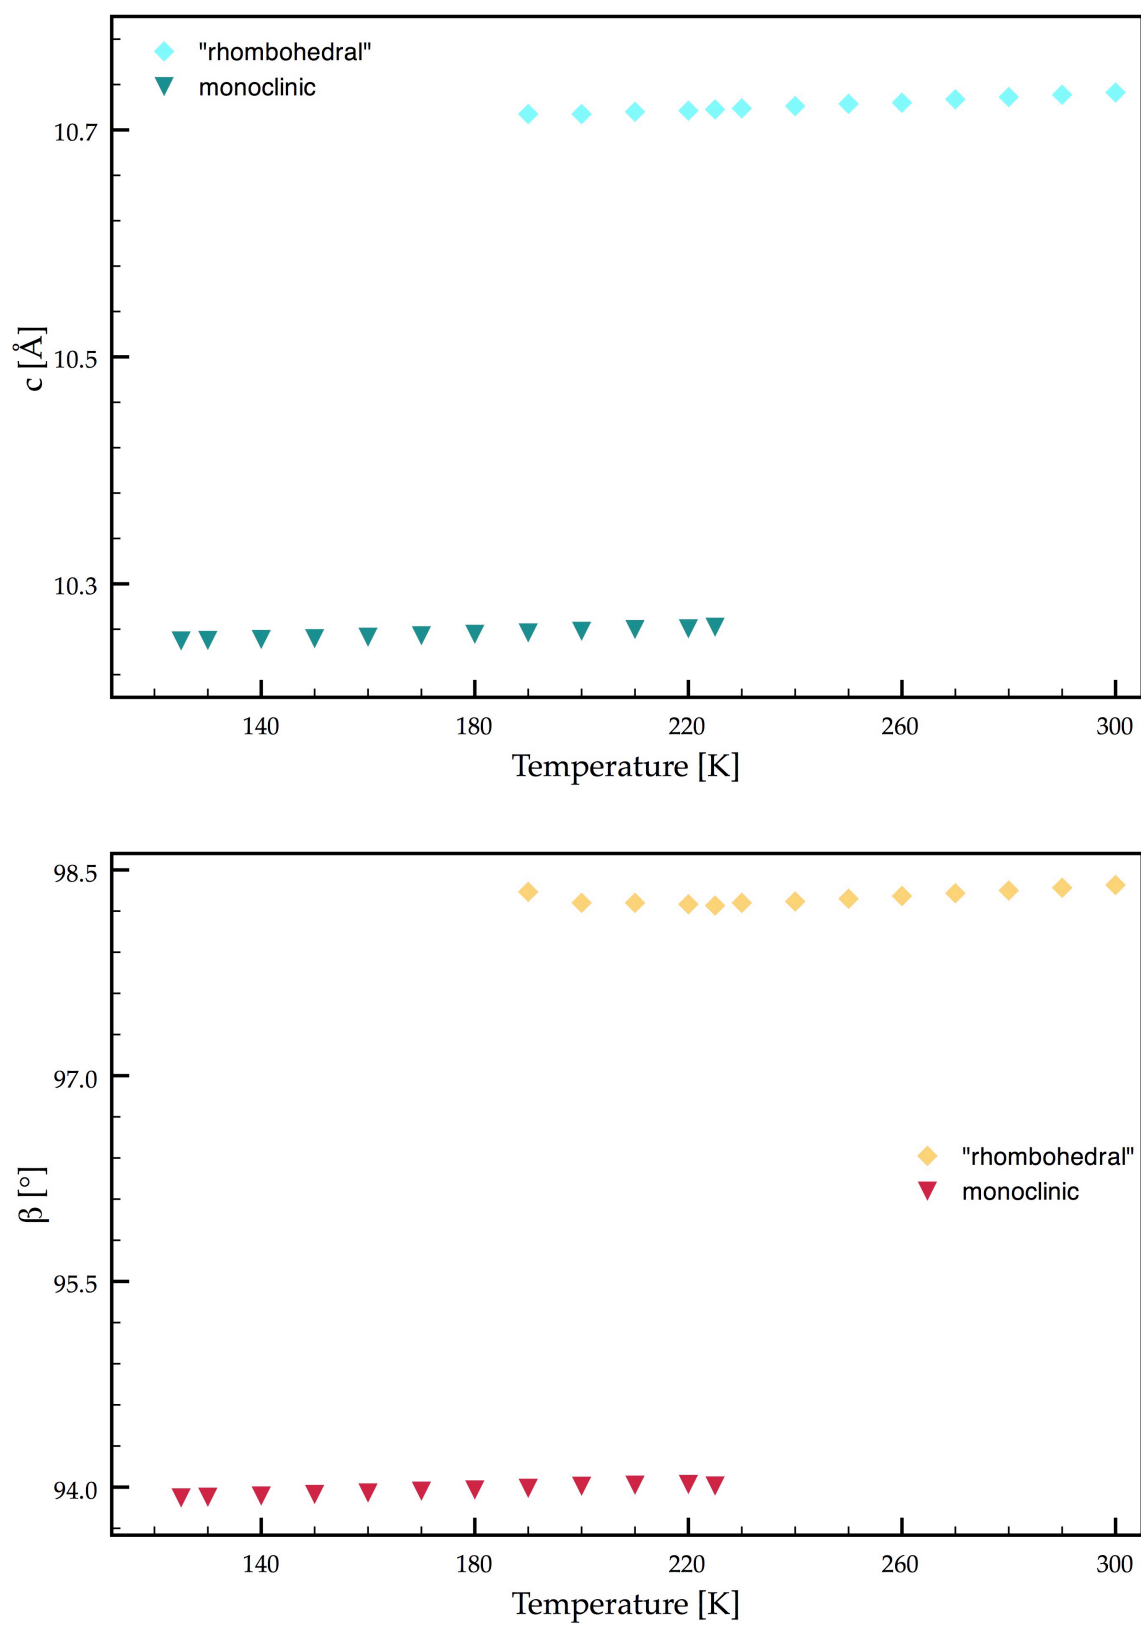 "rhombohedral"
monoclinic
10.7
10.5
10.3
c [Å]
140 180 220 260 300
Temperature [K]
98.5
97.0
95.5
94.0
β [°]
"rhombohedral"
monoclinic
140 180 220 260 300
Temperature [K]